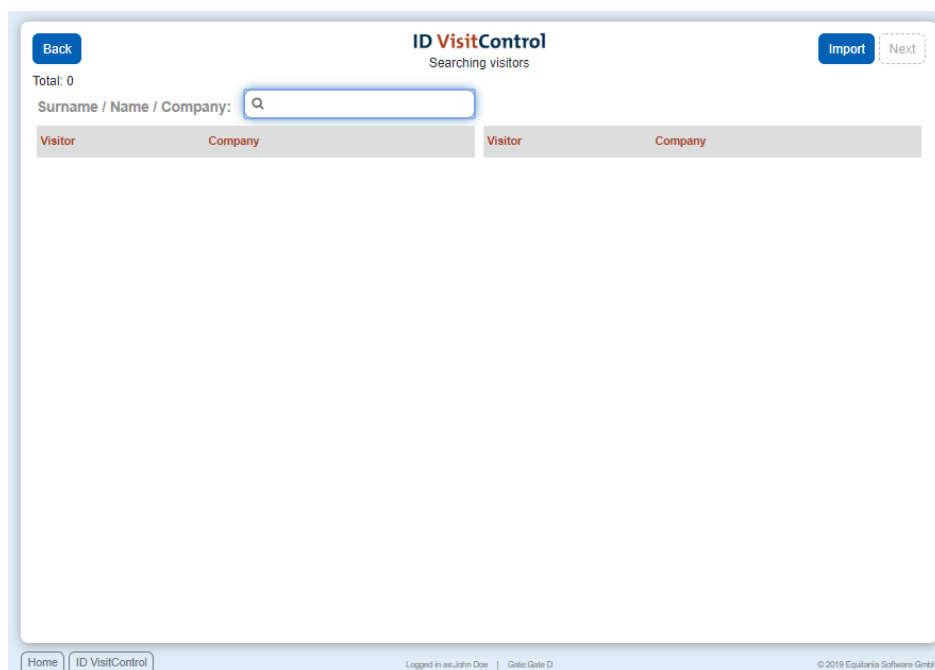 Back
ID VisitControl
Searching visitors
Import
Next
Total: 0
Surname / Name / Company:
Visitor Company Visitor Company
Home
ID VisitControl
Logged in as:John Doe | Gate:Gate D
© 2019 Equitania Software GmbH